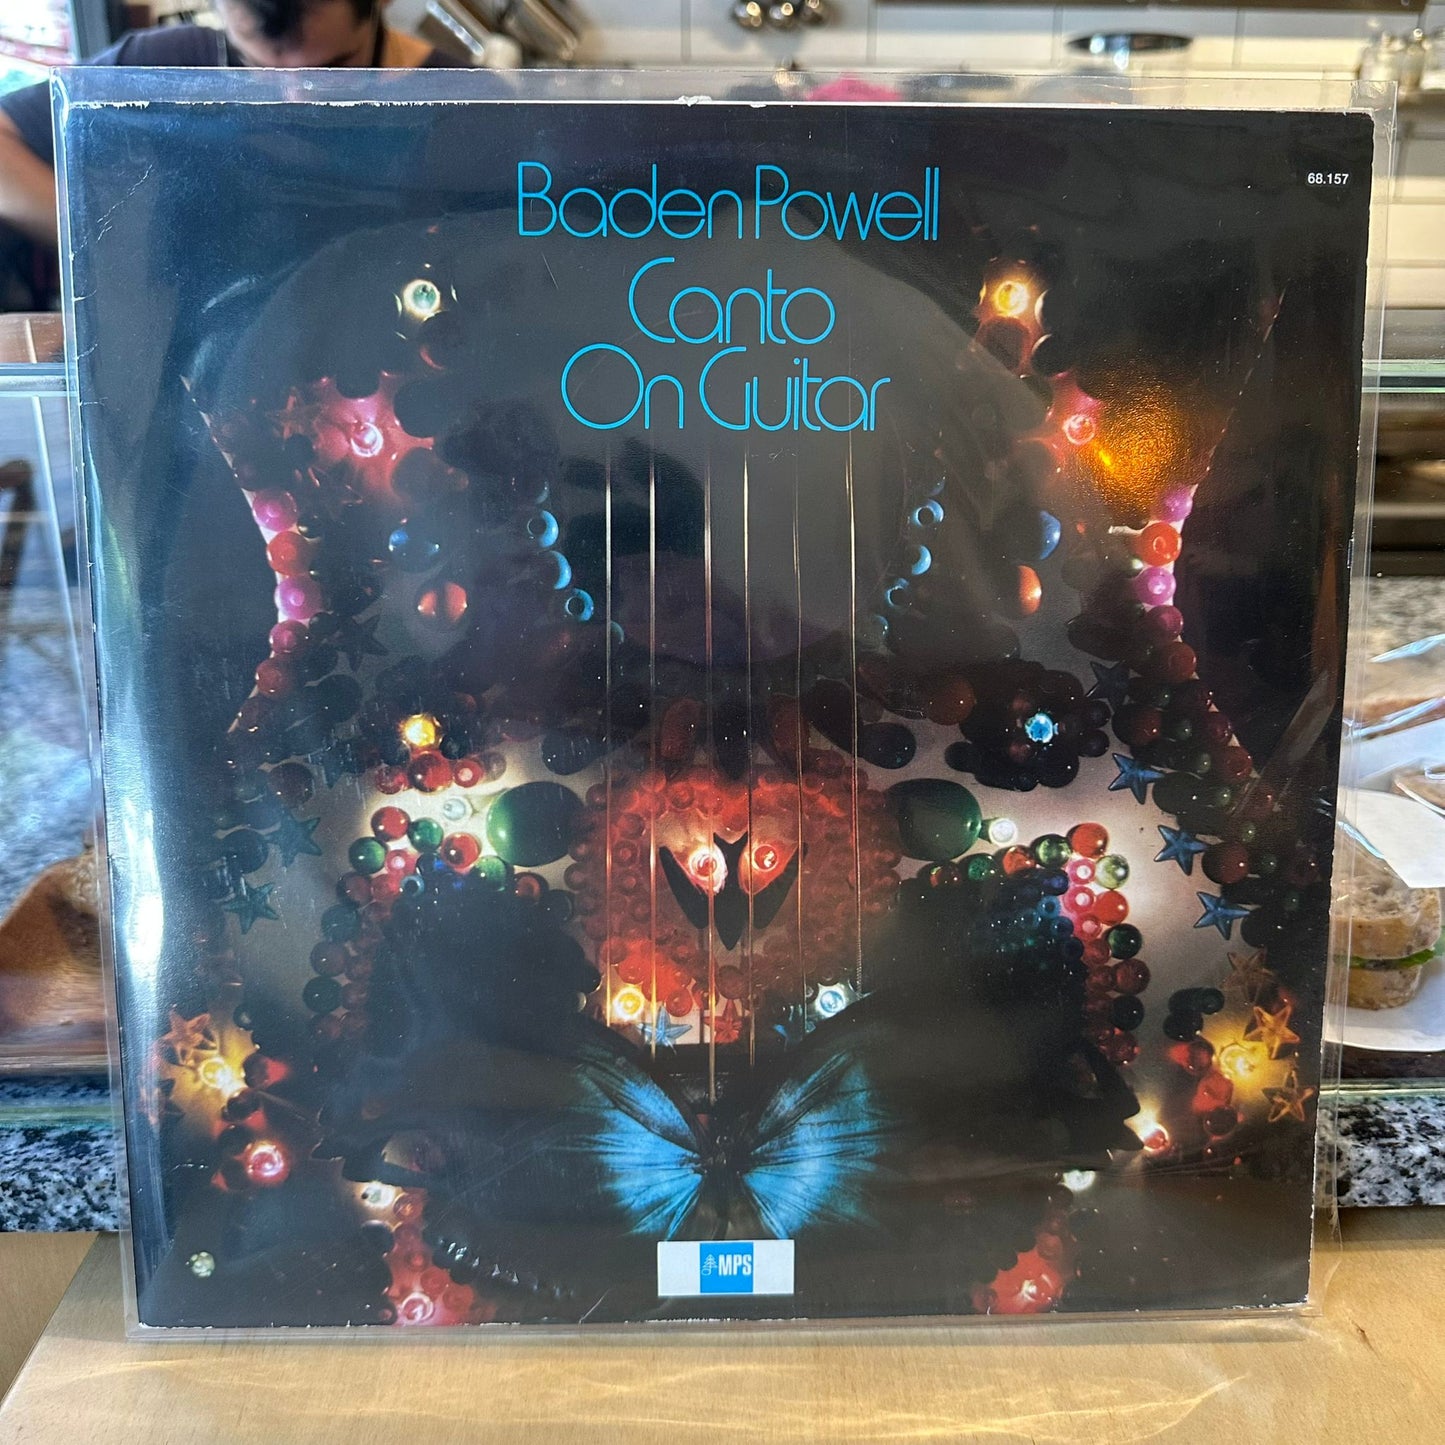 68.157
Baden Powell
Canto
On Guitar
MPS